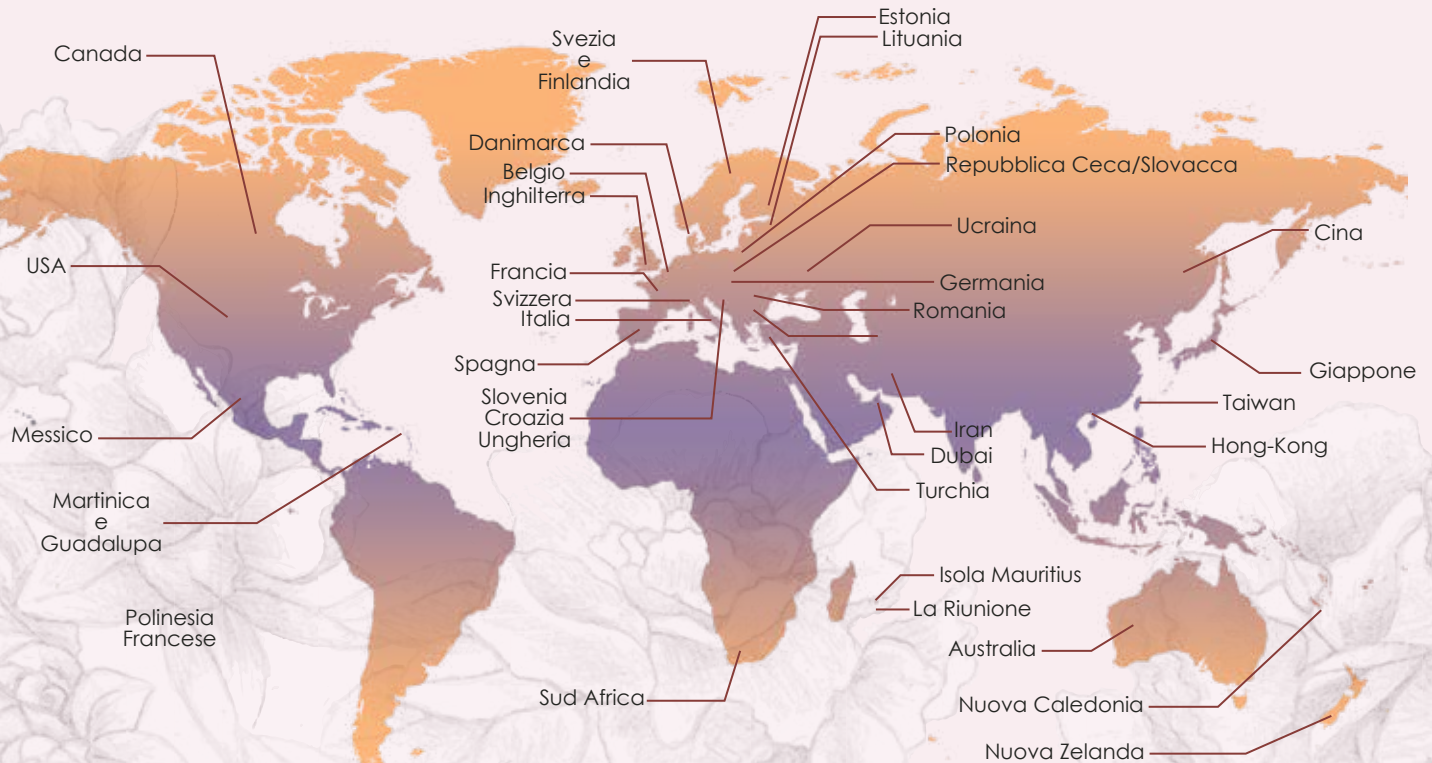 Estonia
Lituania
Svezia
e
Finlandia
Canada
Danimarca
Polonia
Belgio
Repubblica Ceca/Slovacca
Inghilterra
Ucraina
Cina
USA
Francia
Germania
Svizzera
Romania
Italia
Spagna
Giappone
Slovenia
Croazia
Ungheria
Taiwan
Messico
Iran
Hong-Kong
Dubai
Turchia
Martinica
e
Guadalupa
Isola Mauritius
La Riunione
Polinesia
Francese
Australia
Sud Africa
Nuova Caledonia
Nuova Zelanda